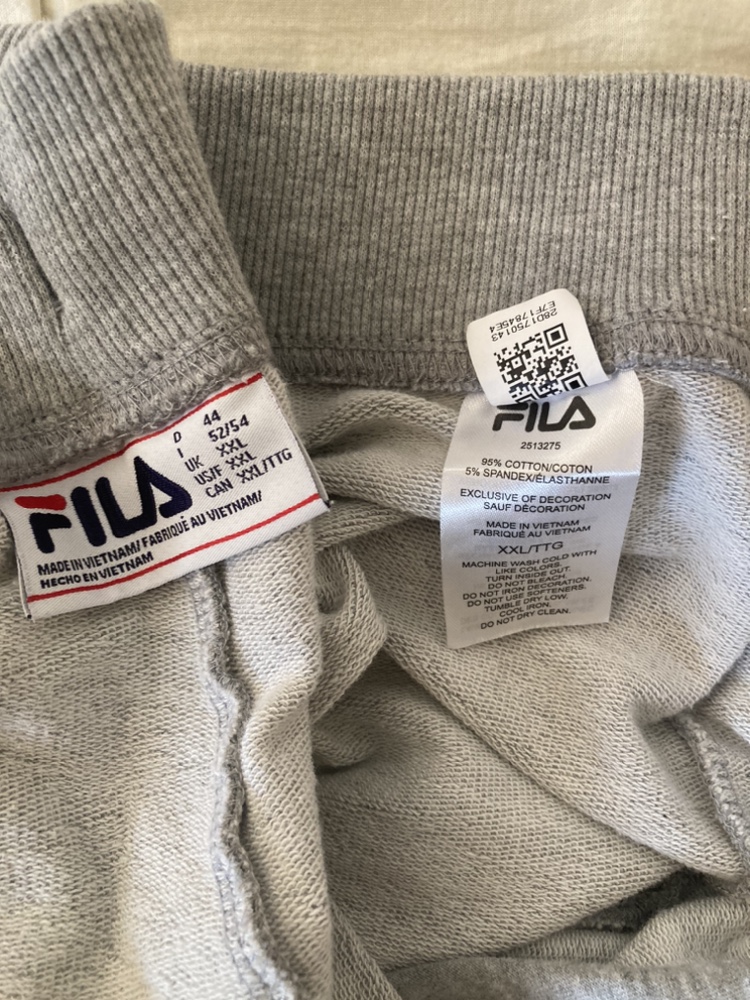 FILA
D 44
I 52/54
UK XXL
US/F XXL
CAN XXL/TTG
MADE IN VIETNAM/ FABRIQUÉ AU VIETNAM/
HECHO EN VIETNAM
28D1750143
E7F17845E4
FILA
2513275
95% COTTON/COTON
5% SPANDEX/ÉLASTHANNE
EXCLUSIVE OF DECORATION
SAUF DÉCORATION
MADE IN VIETNAM
FABRIQUÉ AU VIETNAM
XXL/TTG
MACHINE WASH COLD WITH
LIKE COLORS.
TURN INSIDE OUT.
DO NOT BLEACH.
DO NOT IRON DECORATION.
DO NOT USE SOFTENERS.
TUMBLE DRY LOW.
COOL IRON.
DO NOT DRY CLEAN.